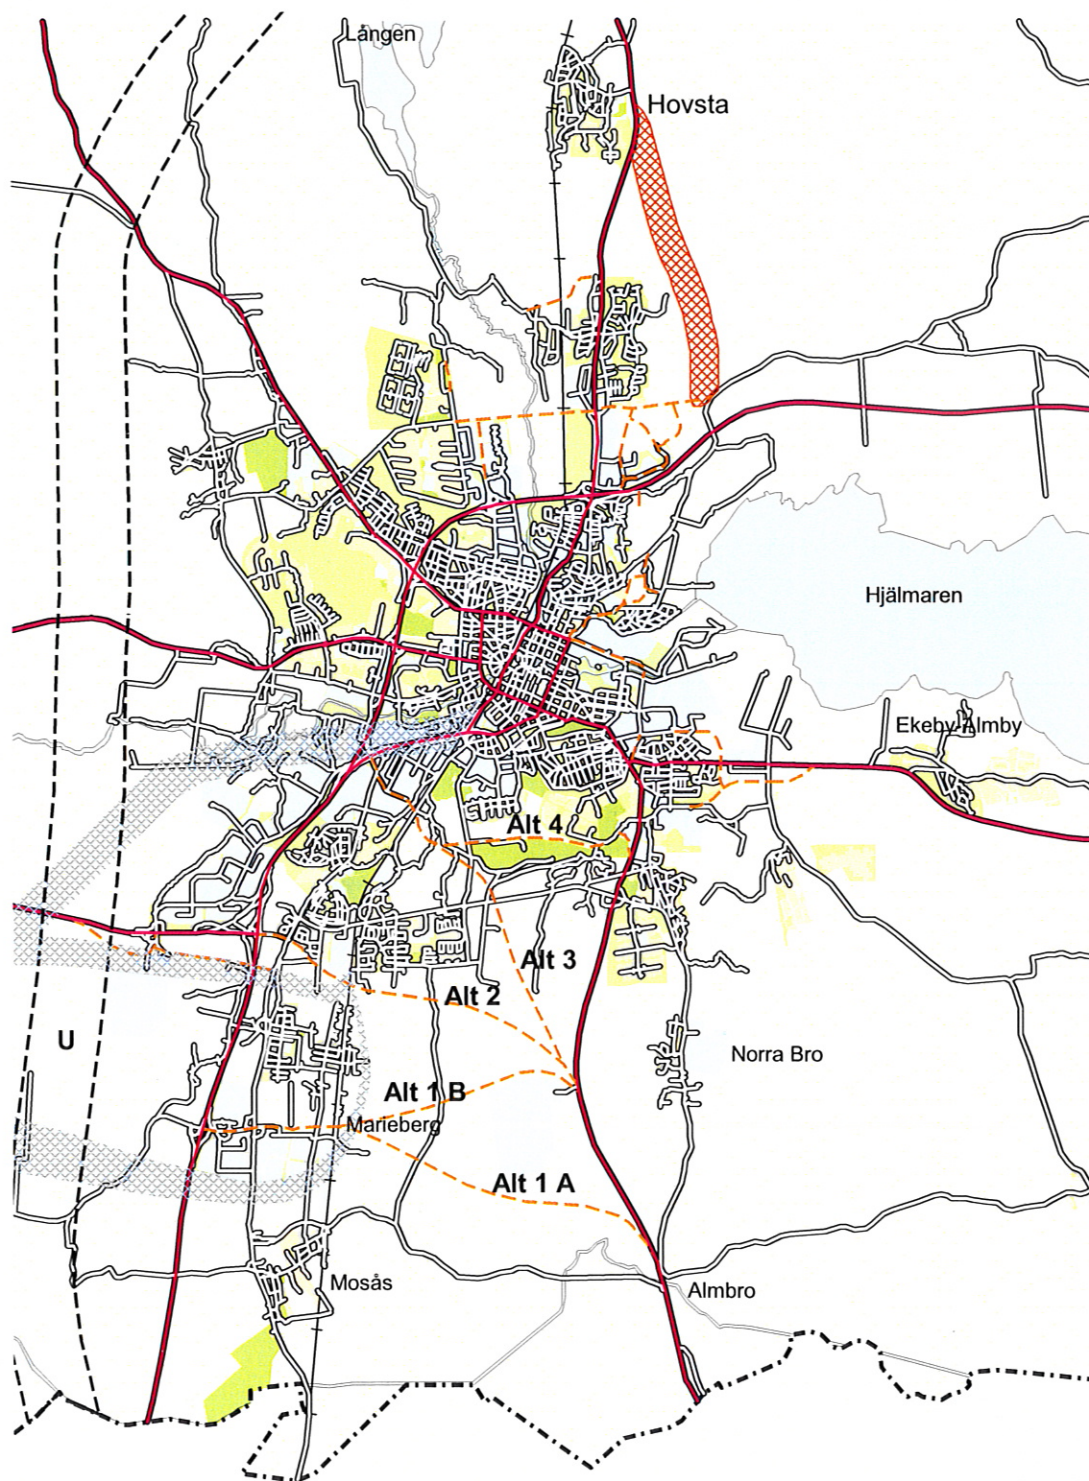 Lången
Hovsta
Hjälmaren
Ekeby-Almby
Alt 4
Alt 3
Alt 2
U
Norra Bro
Alt 1 B
Marieberg
Alt 1 A
Mosås
Almbro